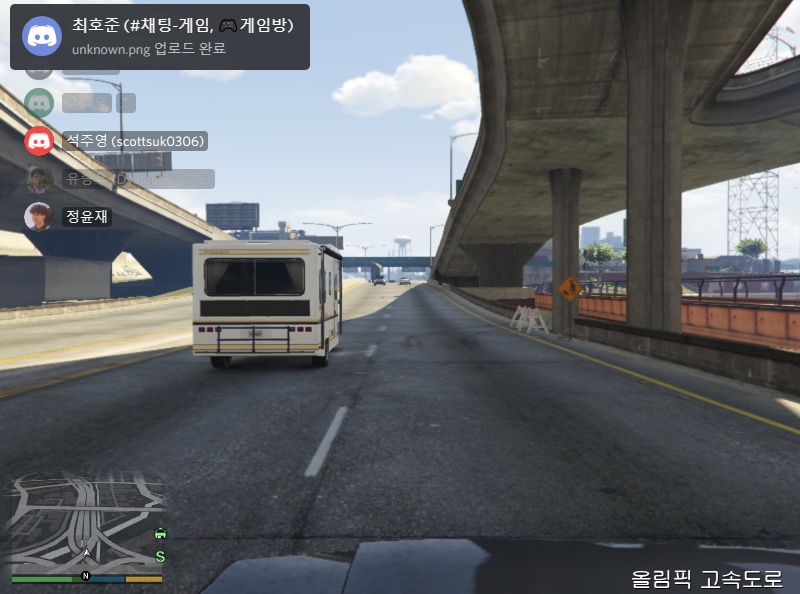 최호준 (#채팅-게임, 🎮게임방)
unknown.png 업로드 완료
석주영 (scottsuk0306)
정윤재
S
N
올림픽 고속도로